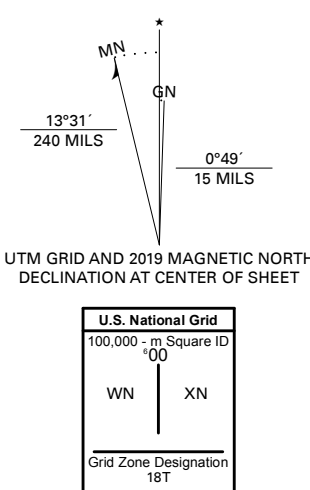 ★
MN
GN
13°31´
240 MILS
0°49´
15 MILS
UTM GRID AND 2019 MAGNETIC NORTH
DECLINATION AT CENTER OF SHEET
U.S. National Grid
100,000 - m Square ID
⁶00
WN XN
Grid Zone Designation
18T